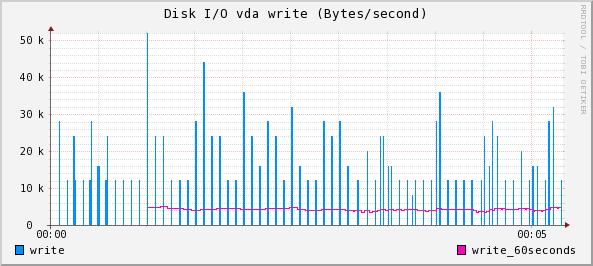 Disk I/O vda write (Bytes/second)
RRDTOOL / TOBI OETIKER
50 k
40 k
30 k
20 k
10 k
0
00:00 00:05
write write_60seconds